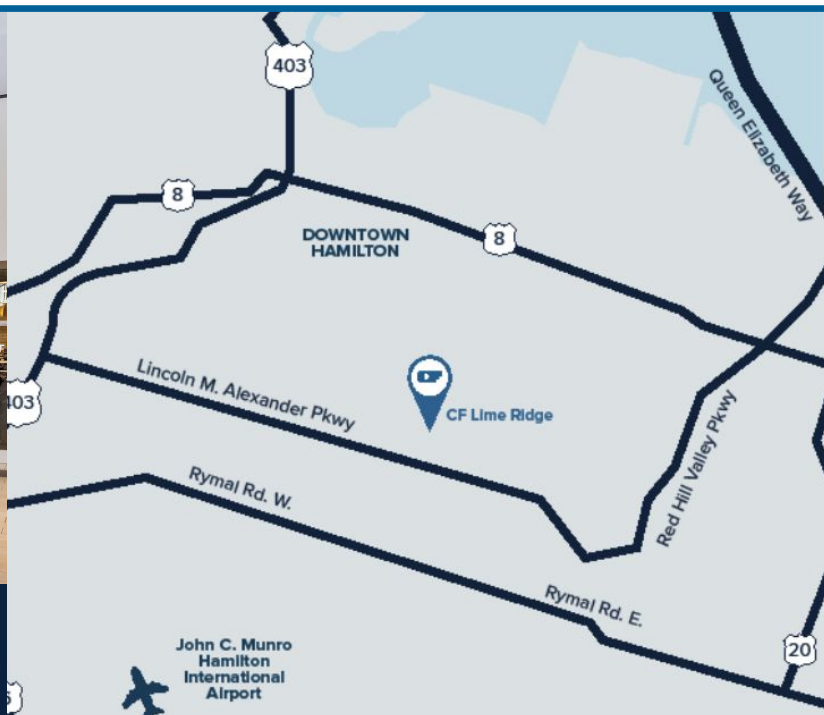 403
Queen Elizabeth Way
8
DOWNTOWN
HAMILTON
8
Lincoln M. Alexander Pkwy
CF Lime Ridge
403
Red Hill Valley Pkwy
Rymal Rd. W.
Rymal Rd. E.
20
John C. Munro
Hamilton
International
Airport